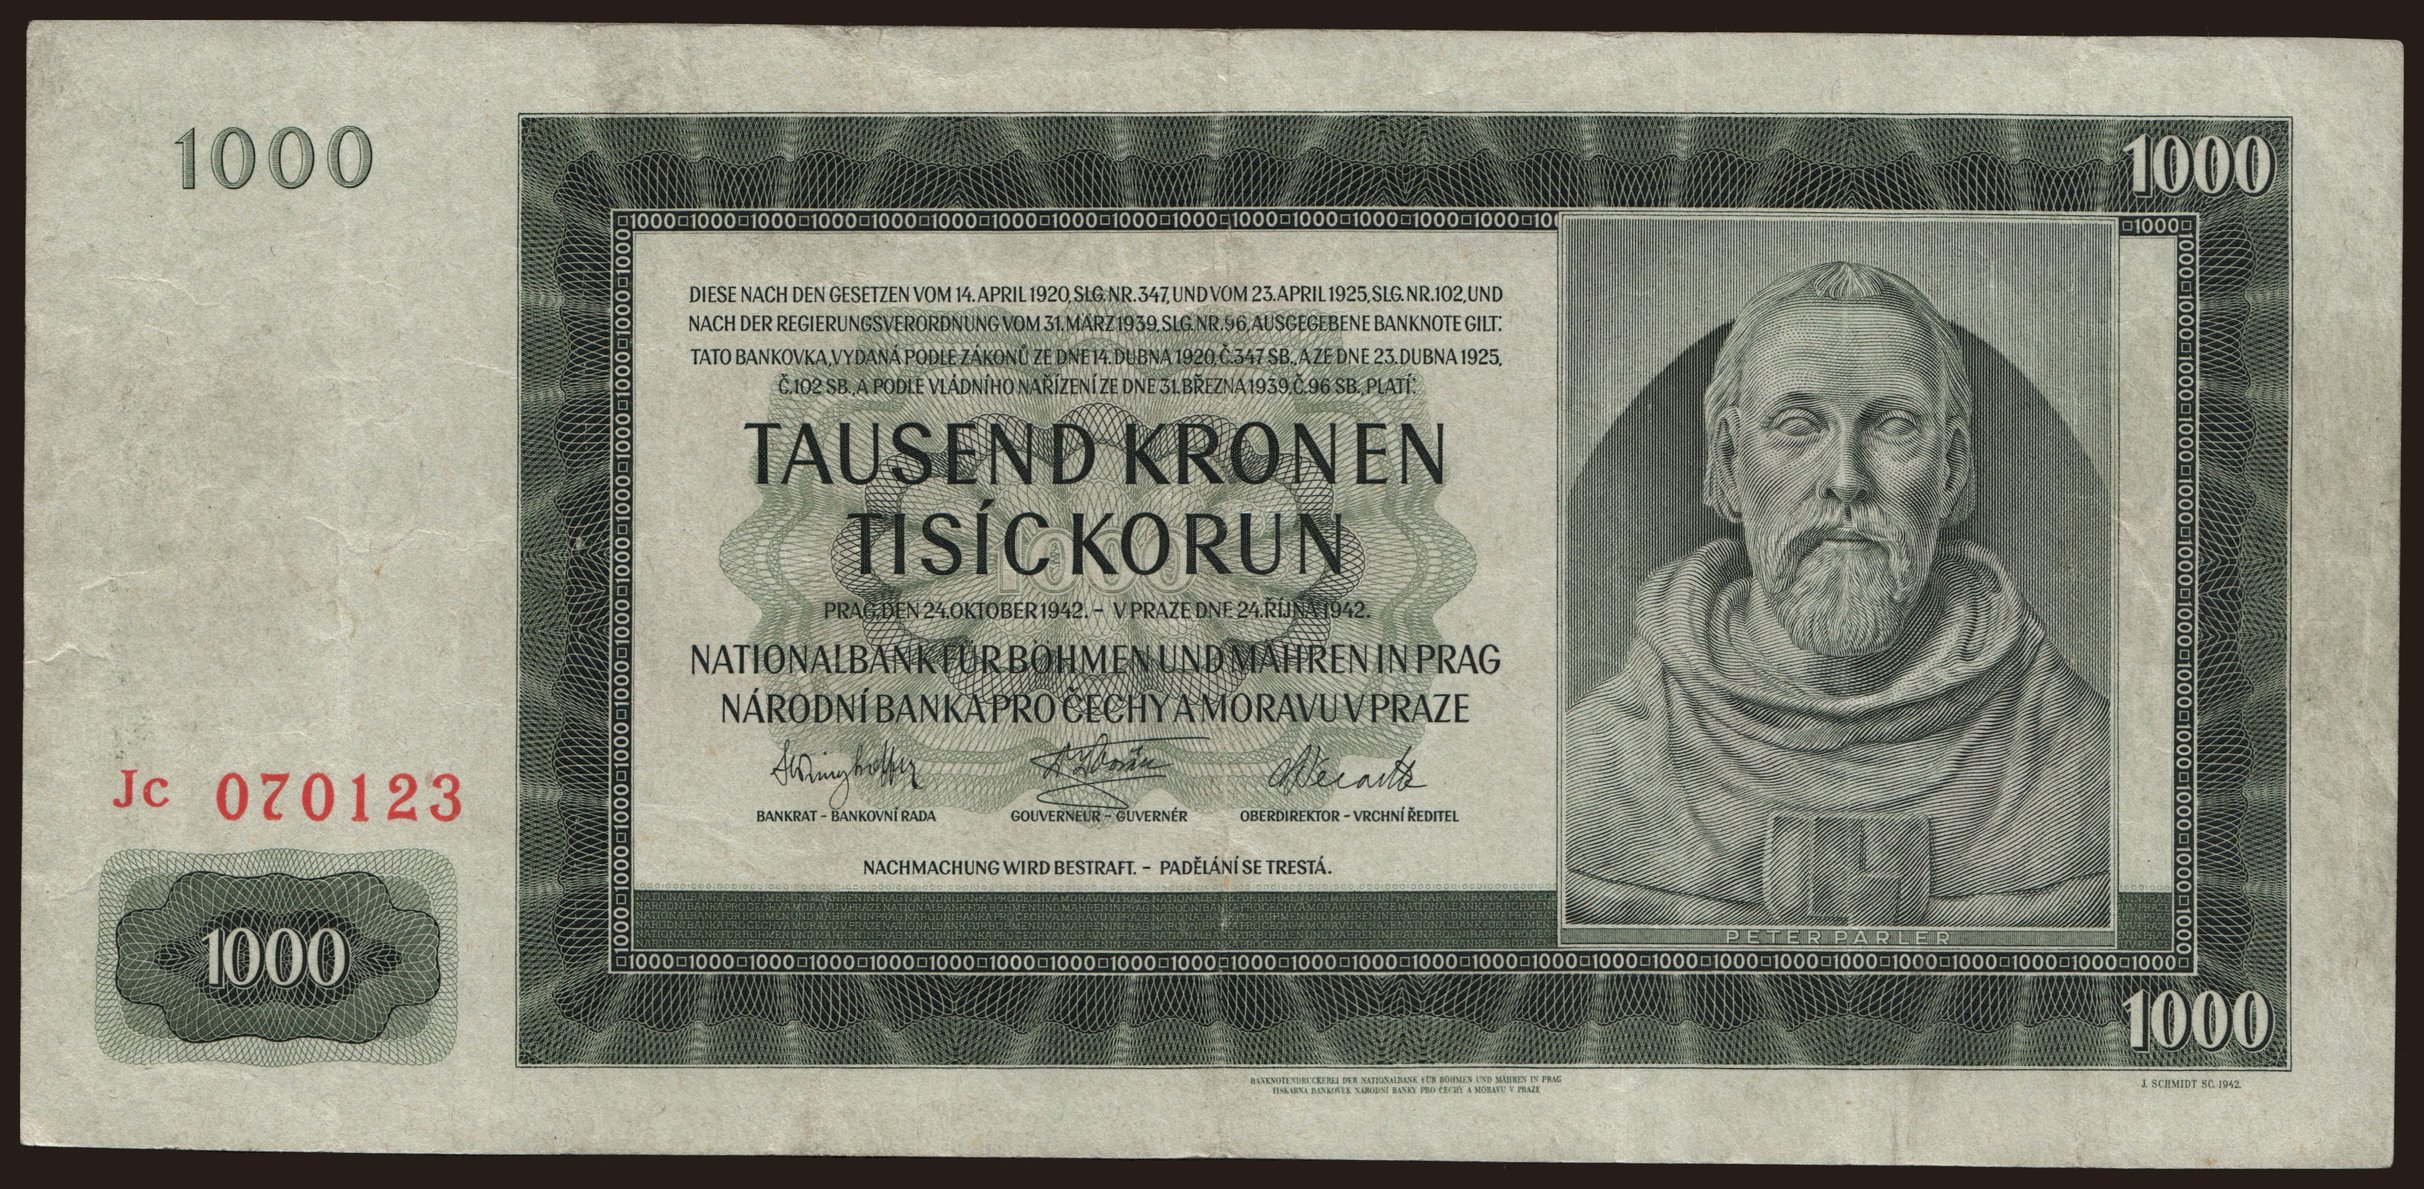 1000
1000
DIESE NACH DEN GESETZEN VOM 14. APRIL 1920, SLG. NR. 347, UND VOM 23. APRIL 1925, SLG. NR. 102, UND
NACH DER REGIERUNGSVERORDNUNG VOM 31. MÄRZ 1939, SLG. NR. 96, AUSGEGEBENE BANKNOTE GILT:
TATO BANKOVKA, VYDANÁ PODLE ZÁKONŮ ZE DNE 14. DUBNA 1920, Č. 347 SB., A ZE DNE 23. DUBNA 1925,
Č. 102 SB., A PODLE VLÁDNÍHO NAŘÍZENÍ ZE DNE 31. BŘEZNA 1939, Č. 96 SB., PLATÍ:
TAUSEND KRONEN
TISÍC KORUN
PRAG, DEN 24. OKTOBER 1942. – V PRAZE DNE 24. ŘÍJNA 1942.
NATIONALBANK FÜR BÖHMEN UND MÄHREN IN PRAG
NÁRODNÍ BANKA PRO ČECHY A MORAVU V PRAZE
BANKRAT – BANKOVNÍ RADA
GOUVERNEUR – GUVERNÉR
OBERDIREKTOR – VRCHNÍ ŘEDITEL
NACHMACHUNG WIRD BESTRAFT. – PADĚLÁNÍ SE TRESTÁ.
Jc 070123
1000
PETER PARLER
1000
BANKNOTENDRUCKEREI DER NATIONALBANK FÜR BÖHMEN UND MÄHREN IN PRAG
TISKÁRNA BANKOVEK NÁRODNÍ BANKY PRO ČECHY A MORAVU V PRAZE
J. SCHMIDT SC. 1942.